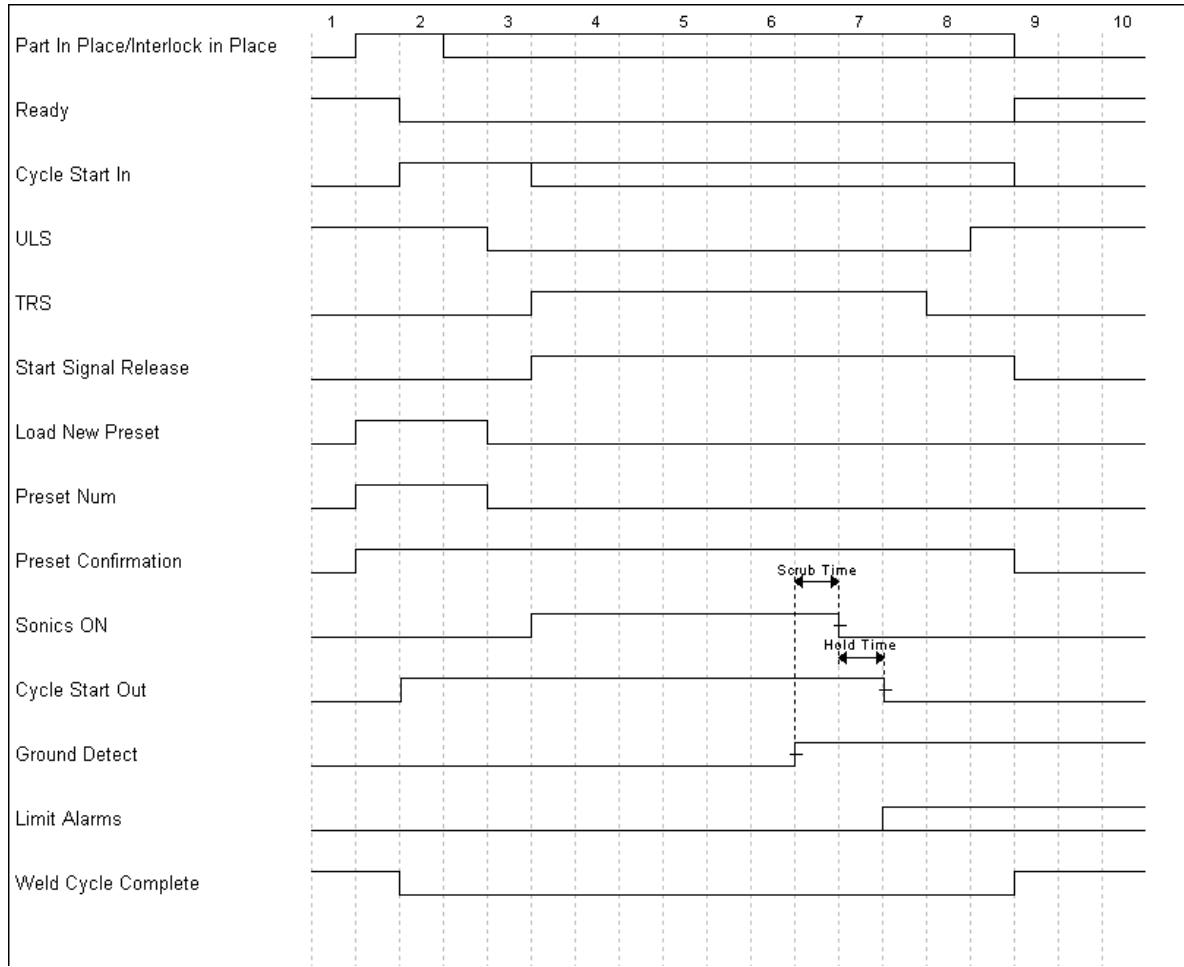 1 2 3 4 5 6 7 8 9 10
Part In Place/Interlock in Place
Ready
Cycle Start In
ULS
TRS
Start Signal Release
Load New Preset
Preset Num
Preset Confirmation
Scrub Time
Sonics ON
Hold Time
Cycle Start Out
Ground Detect
Limit Alarms
Weld Cycle Complete